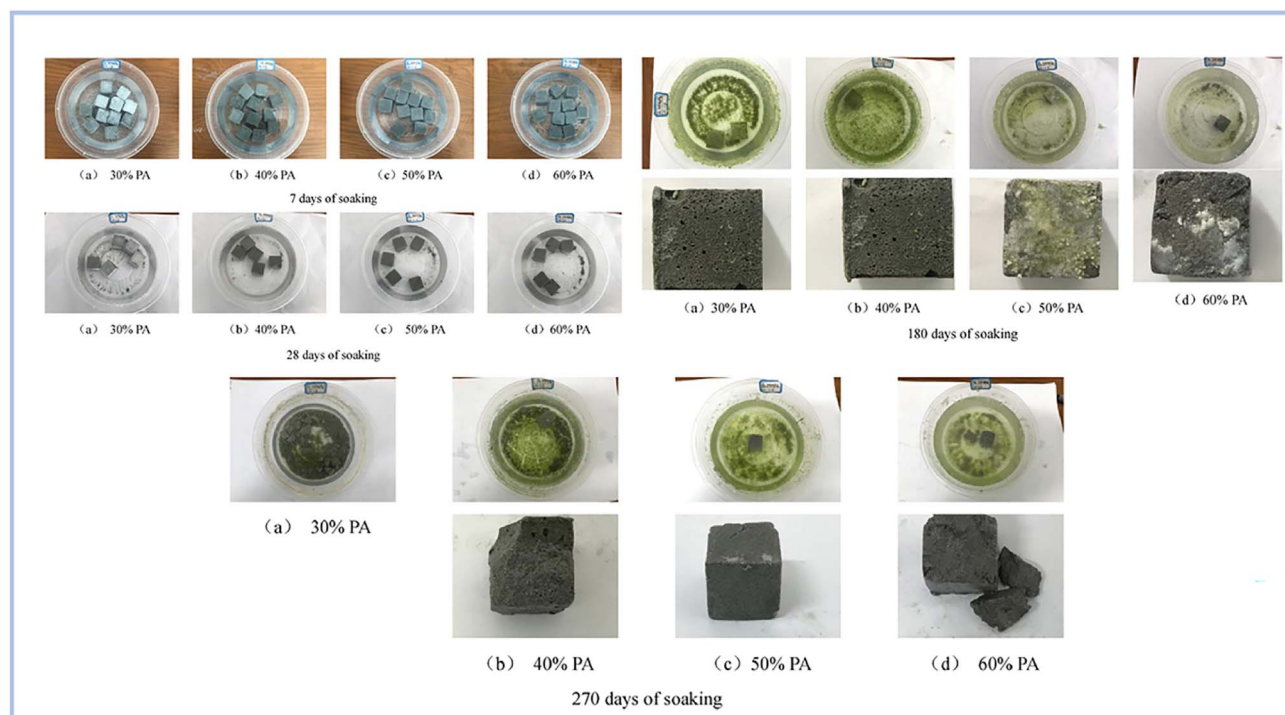 (a) 30% PA
(b) 40% PA
(c) 50% PA
(d) 60% PA
7 days of soaking
(a) 30% PA
(b) 40% PA
(c) 50% PA
(d) 60% PA
28 days of soaking
(a) 30% PA
(b) 40% PA
(c) 50% PA
(d) 60% PA
180 days of soaking
(a) 30% PA
(b) 40% PA
(c) 50% PA
(d) 60% PA
270 days of soaking